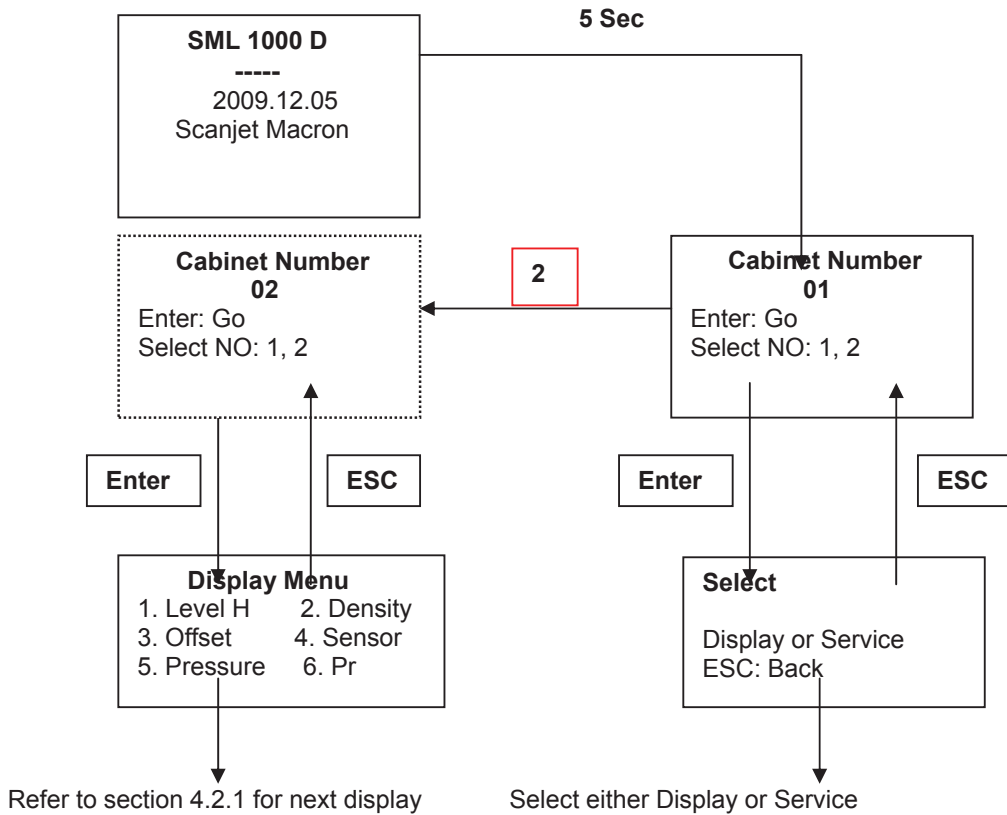 5 Sec
SML 1000 D
-----
2009.12.05
Scanjet Macron
Cabinet Number
02
Enter: Go
Select NO: 1, 2
2
Cabinet Number
01
Enter: Go
Select NO: 1, 2
Enter
ESC
Enter
ESC
Display Menu
1. Level H 2. Density
3. Offset 4. Sensor
5. Pressure 6. Pr
Select
Display or Service
ESC: Back
Refer to section 4.2.1 for next display
Select either Display or Service